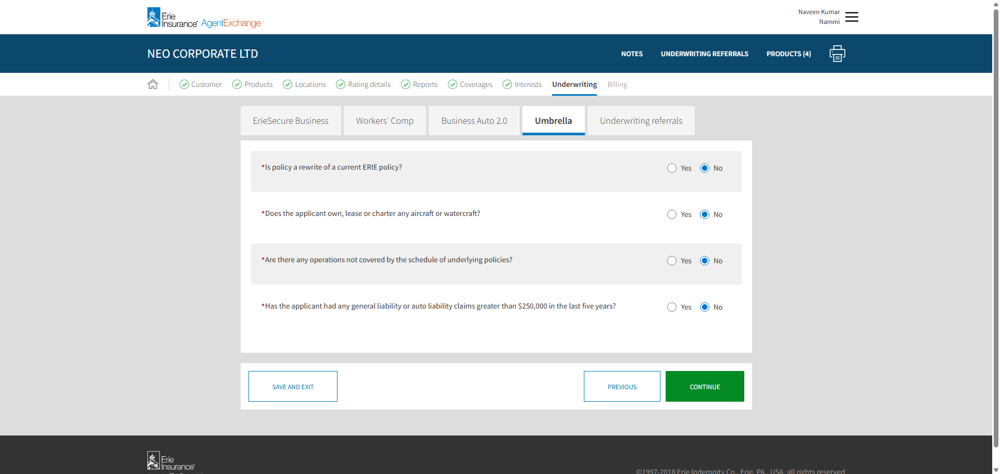 Erie
Insurance® AgentExchange
Naveen Kumar
Nammi
NEO CORPORATE LTD
NOTES
UNDERWRITING REFERRALS
PRODUCTS (4)
Customer
Products
Locations
Rating details
Reports
Coverages
Interests
Underwriting
Billing
ErieSecure Business
Workers' Comp
Business Auto 2.0
Umbrella
Underwriting referrals
*Is policy a rewrite of a current ERIE policy?
Yes
No
*Does the applicant own, lease or charter any aircraft or watercraft?
Yes
No
*Are there any operations not covered by the schedule of underlying policies?
Yes
No
*Has the applicant had any general liability or auto liability claims greater than $250,000 in the last five years?
Yes
No
SAVE AND EXIT
PREVIOUS
CONTINUE
Erie
Insurance®
©1997-2018 Erie Indemnity Co., Erie, PA., USA, all rights reserved